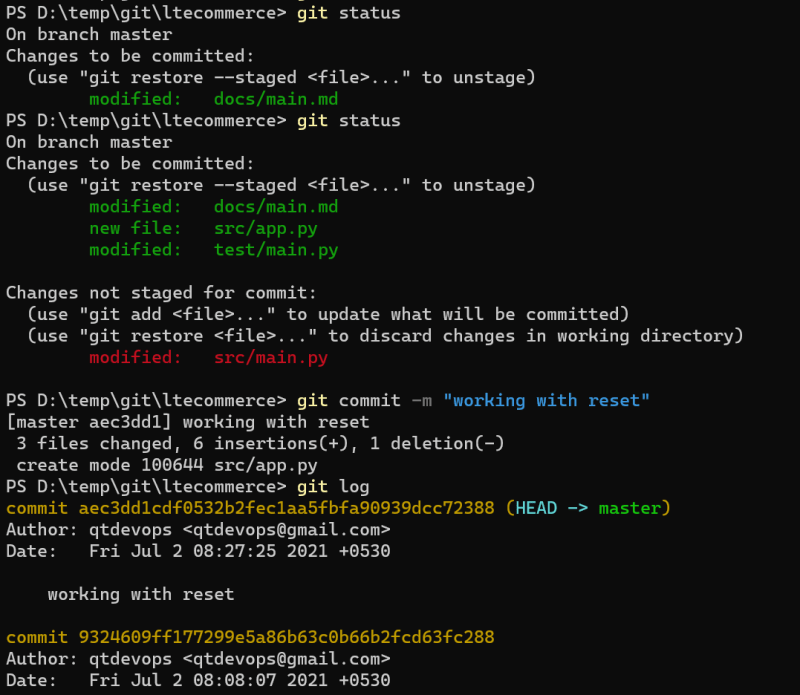 PS D:\temp\git\ltecommerce> git status
On branch master
Changes to be committed:
  (use "git restore --staged <file>..." to unstage)
        modified:   docs/main.md
PS D:\temp\git\ltecommerce> git status
On branch master
Changes to be committed:
  (use "git restore --staged <file>..." to unstage)
        modified:   docs/main.md
        new file:   src/app.py
        modified:   test/main.py

Changes not staged for commit:
  (use "git add <file>..." to update what will be committed)
  (use "git restore <file>..." to discard changes in working directory)
        modified:   src/main.py

PS D:\temp\git\ltecommerce> git commit -m "working with reset"
[master aec3dd1] working with reset
 3 files changed, 6 insertions(+), 1 deletion(-)
 create mode 100644 src/app.py
PS D:\temp\git\ltecommerce> git log
commit aec3dd1cdf0532b2fec1aa5fbfa90939dcc72388 (HEAD -> master)
Author: qtdevops <qtdevops@gmail.com>
Date:   Fri Jul 2 08:27:25 2021 +0530

    working with reset

commit 9324609ff177299e5a86b63c0b66b2fcd63fc288
Author: qtdevops <qtdevops@gmail.com>
Date:   Fri Jul 2 08:08:07 2021 +0530